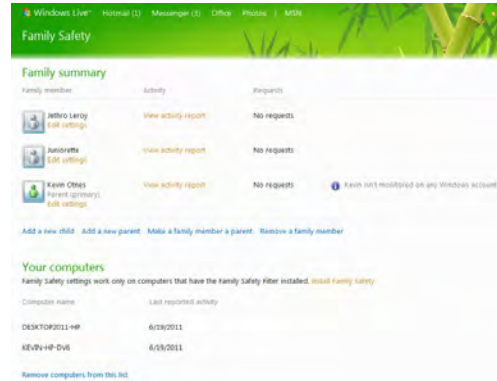 Windows Live Hotmail (1) Messenger (3) Office Photos | MSN
Family Safety
Family summary
Family member Activity Requests
Jethro Leroy View activity report No requests
Edit settings
Juniorette View activity report No requests
Edit settings
Kevin Otnes View activity report No requests Kevin isn't monitored on any Windows account
Parent (primary)
Edit settings
Add a new child Add a new parent Make a family member a parent Remove a family member
Your computers
Family Safety settings work only on computers that have the Family Safety Filter installed. Install Family Safety
Computer name Last reported activity
DESKTOP2011-HP 6/19/2011
KEVIN-HP-DV6 6/19/2011
Remove computers from this list